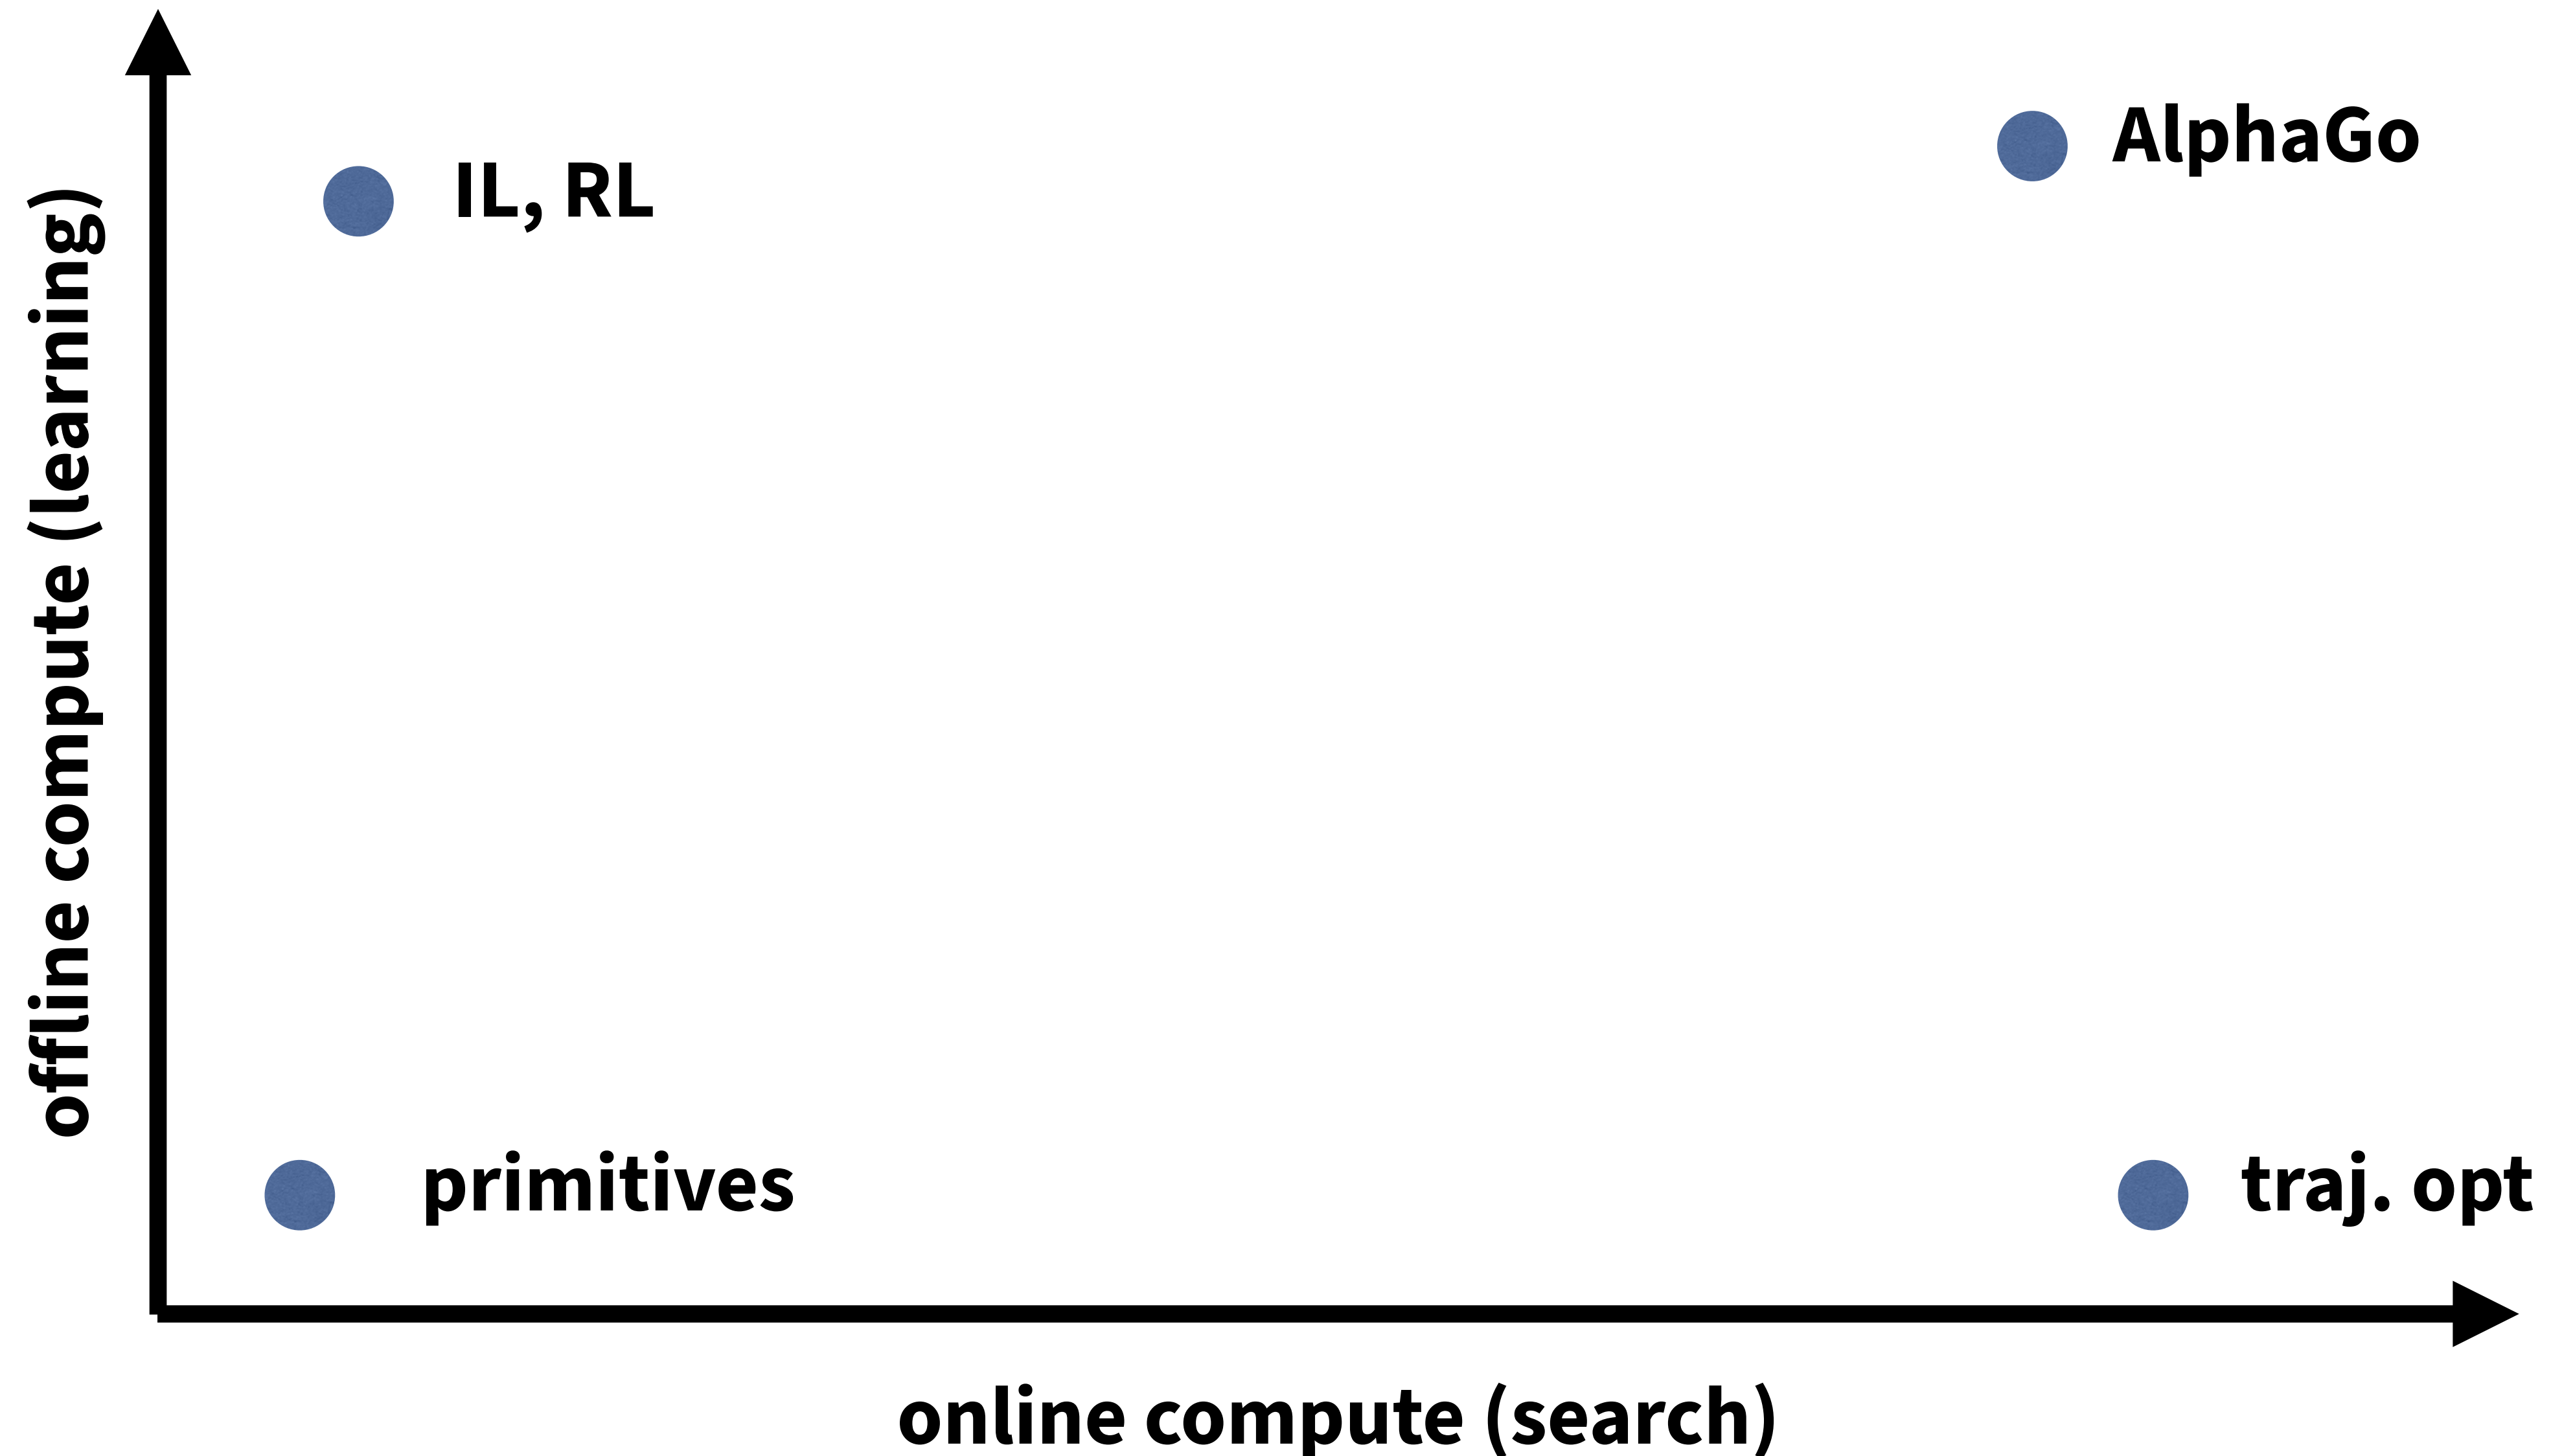 AlphaGo
IL, RL
offline compute (learning)
primitives
traj. opt
online compute (search)